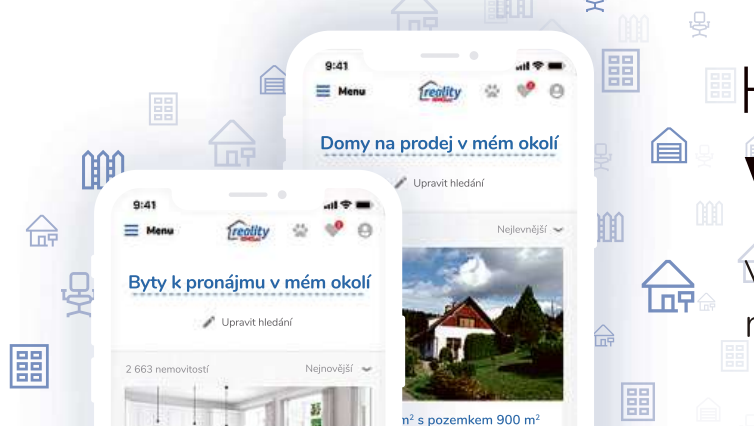 9:41
Menu
reality
Domy na prodej v mém okolí
Upravit hledání
Nejlevnější
m² s pozemkem 900 m²
9:41
Menu
reality
Byty k pronájmu v mém okolí
Upravit hledání
2 663 nemovitostí
Nejnovější